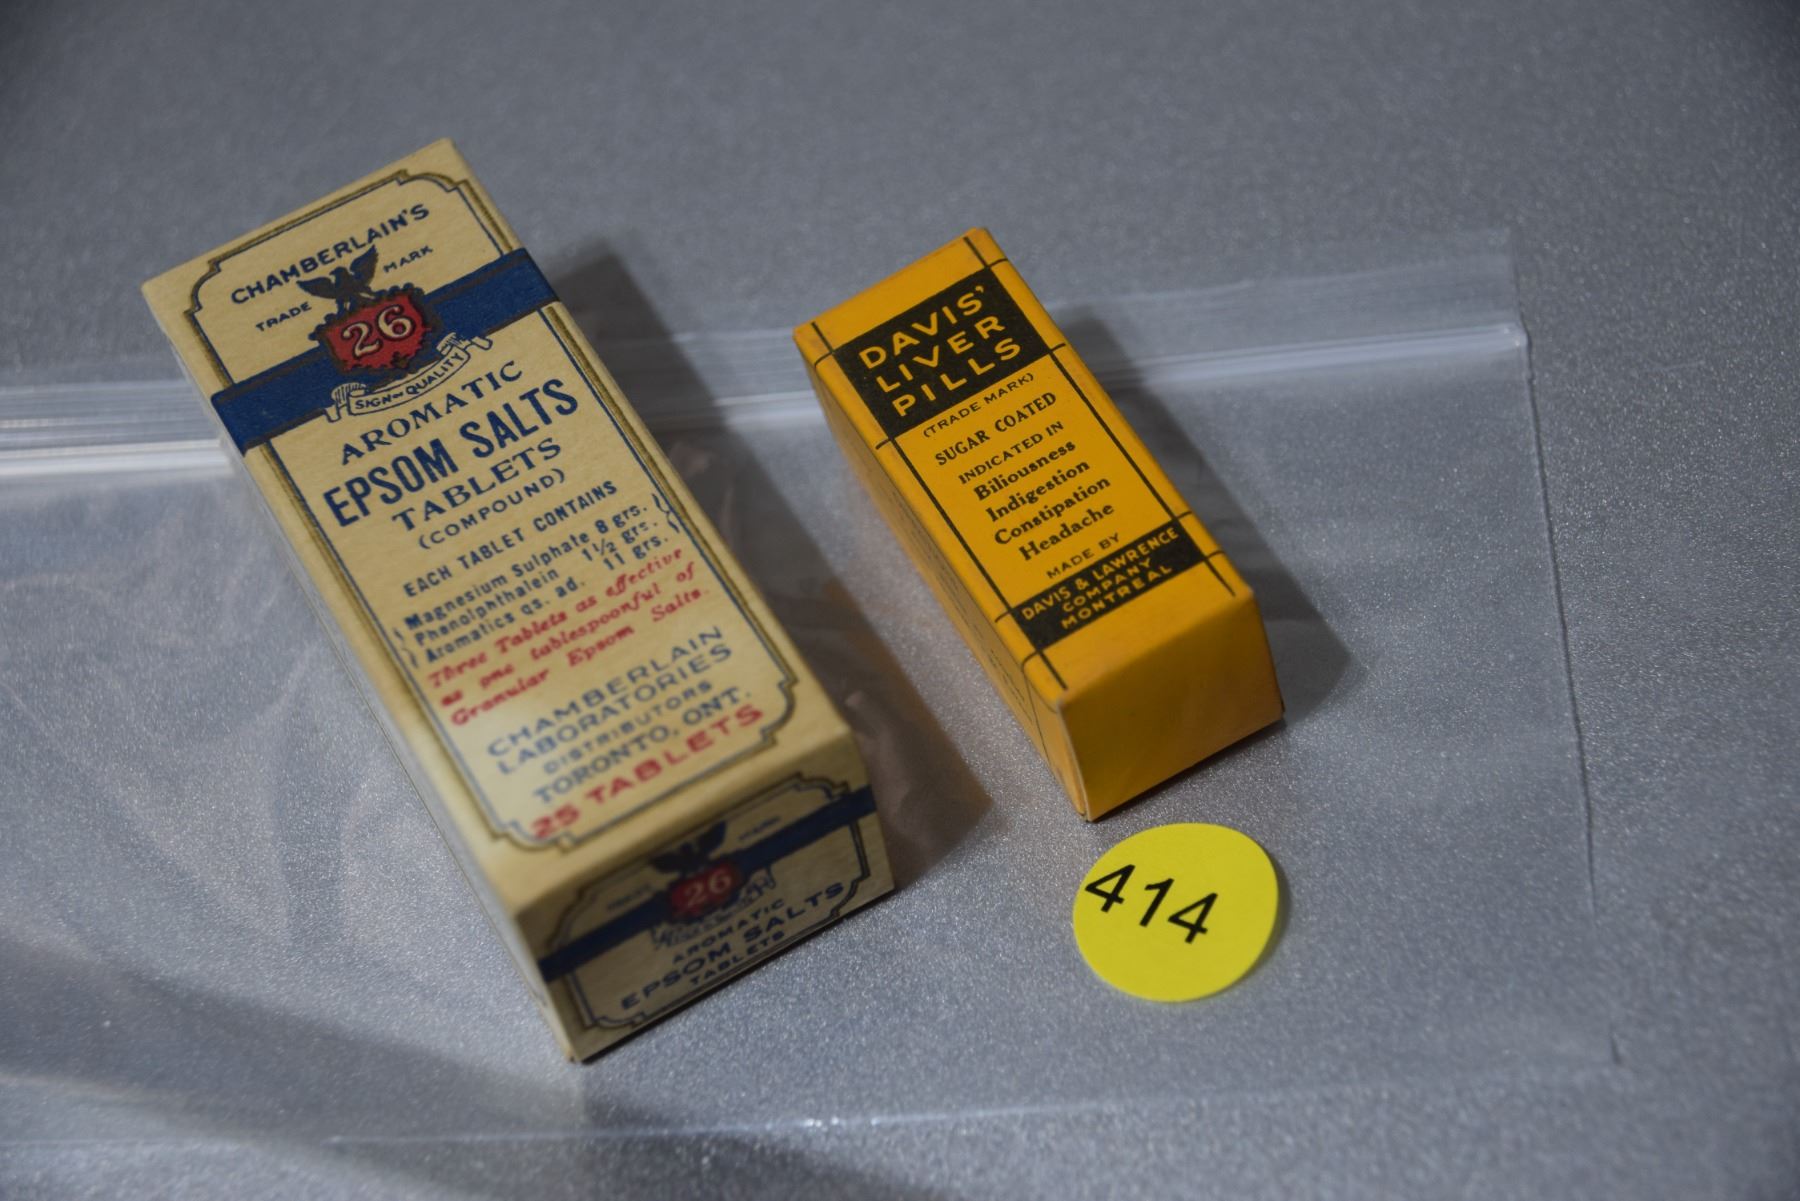 CHAMBERLAIN'S
TRADE MARK
26
SIGN OF QUALITY
AROMATIC
EPSOM SALTS
TABLETS
(COMPOUND)
EACH TABLET CONTAINS
Magnesium Sulphate 8 grs.
Phenolphthalein 1½ grs.
Aromatics qs. ad. 11 grs.
Three Tablets as effective
as one tablespoonful of
Granular Epsom Salts.
CHAMBERLAIN
LABORATORIES
DISTRIBUTORS
TORONTO, ONT.
25 TABLETS
TRADE MARK
26
AROMATIC
EPSOM SALTS
TABLETS
DAVIS'
LIVER
PILLS
(TRADE MARK)
SUGAR COATED
INDICATED IN
Biliousness
Indigestion
Constipation
Headache
MADE BY
DAVIS & LAWRENCE
COMPANY
MONTREAL
414